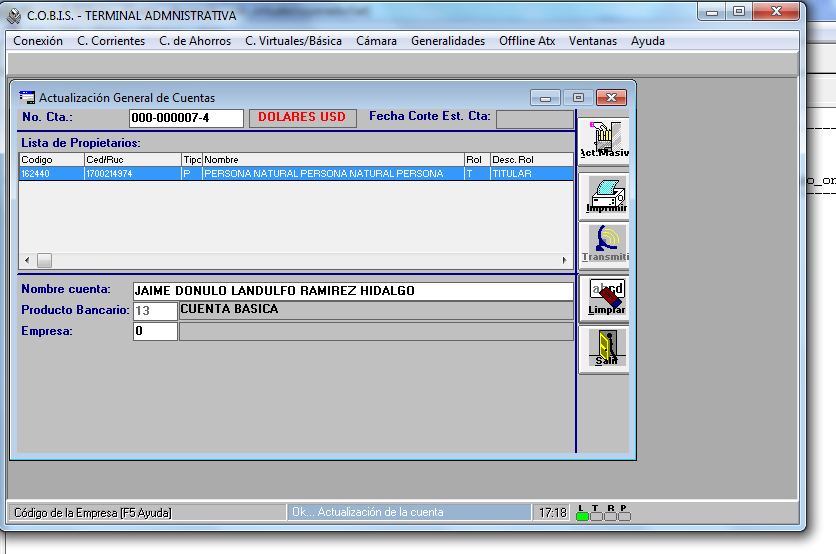 C.O.B.I.S. - TERMINAL ADMNISTRATIVA
Conexión C. Corrientes C. de Ahorros C. Virtuales/Básica Cámara Generalidades Offline Atx Ventanas Ayuda
Actualización General de Cuentas
No. Cta.: 000-000007-4 DOLARES USD Fecha Corte Est. Cta:
Lista de Propietarios:
Codigo Ced/Ruc Tipc Nombre Rol Desc. Rol
162440 1700214974 P PERSONA NATURAL PERSONA NATURAL PERSONA T TITULAR
Nombre cuenta: JAIME DONULO LANDULFO RAMIREZ HIDALGO
Producto Bancario: 13 CUENTA BASICA
Empresa: 0
Act.Masiv
Imprimir
Transmiti
abcd
Limpiar
Salir
o_or
Código de la Empresa [F5 Ayuda] Ok... Actualización de la cuenta 17:18 L T R P